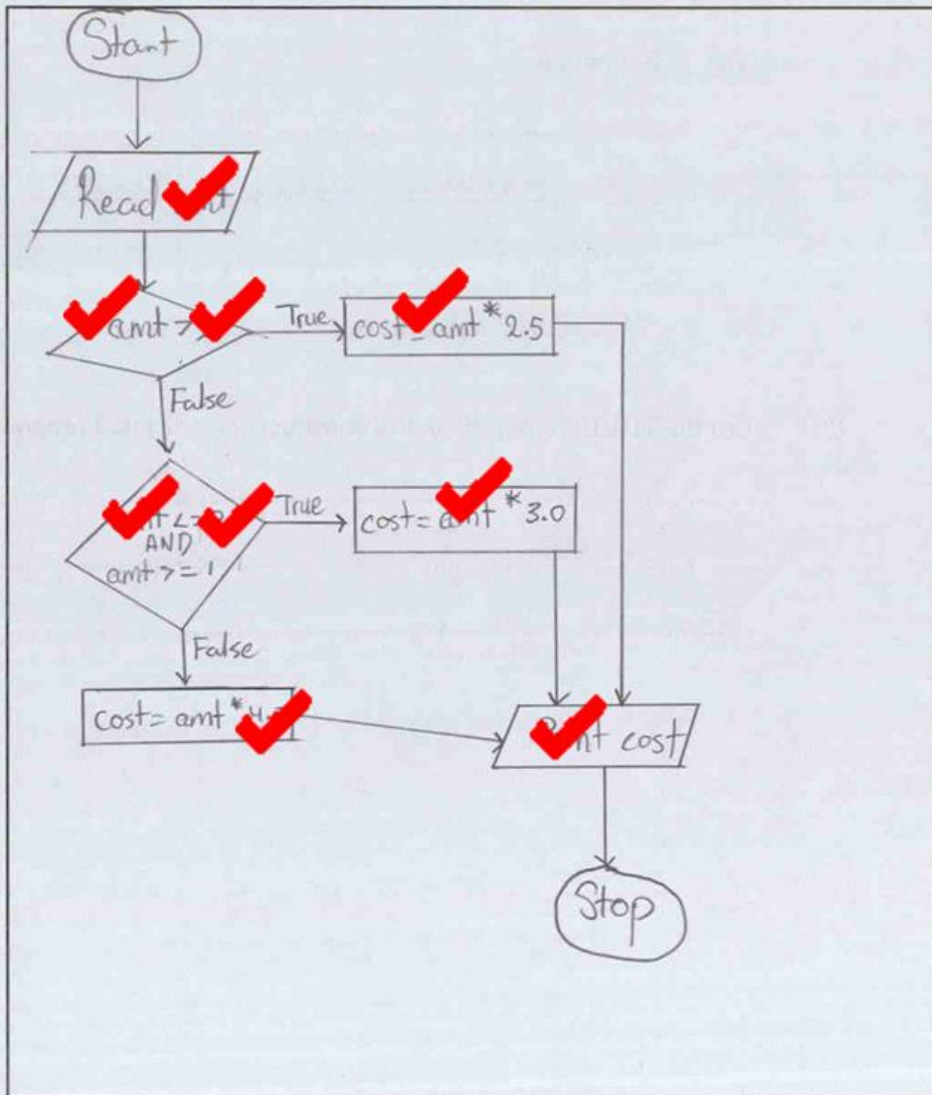 Start
Read
amt >
True
cost = amt * 2.5
False
AND
amt >= 1
True
cost = amt * 3.0
False
cost = amt *
cost
Stop